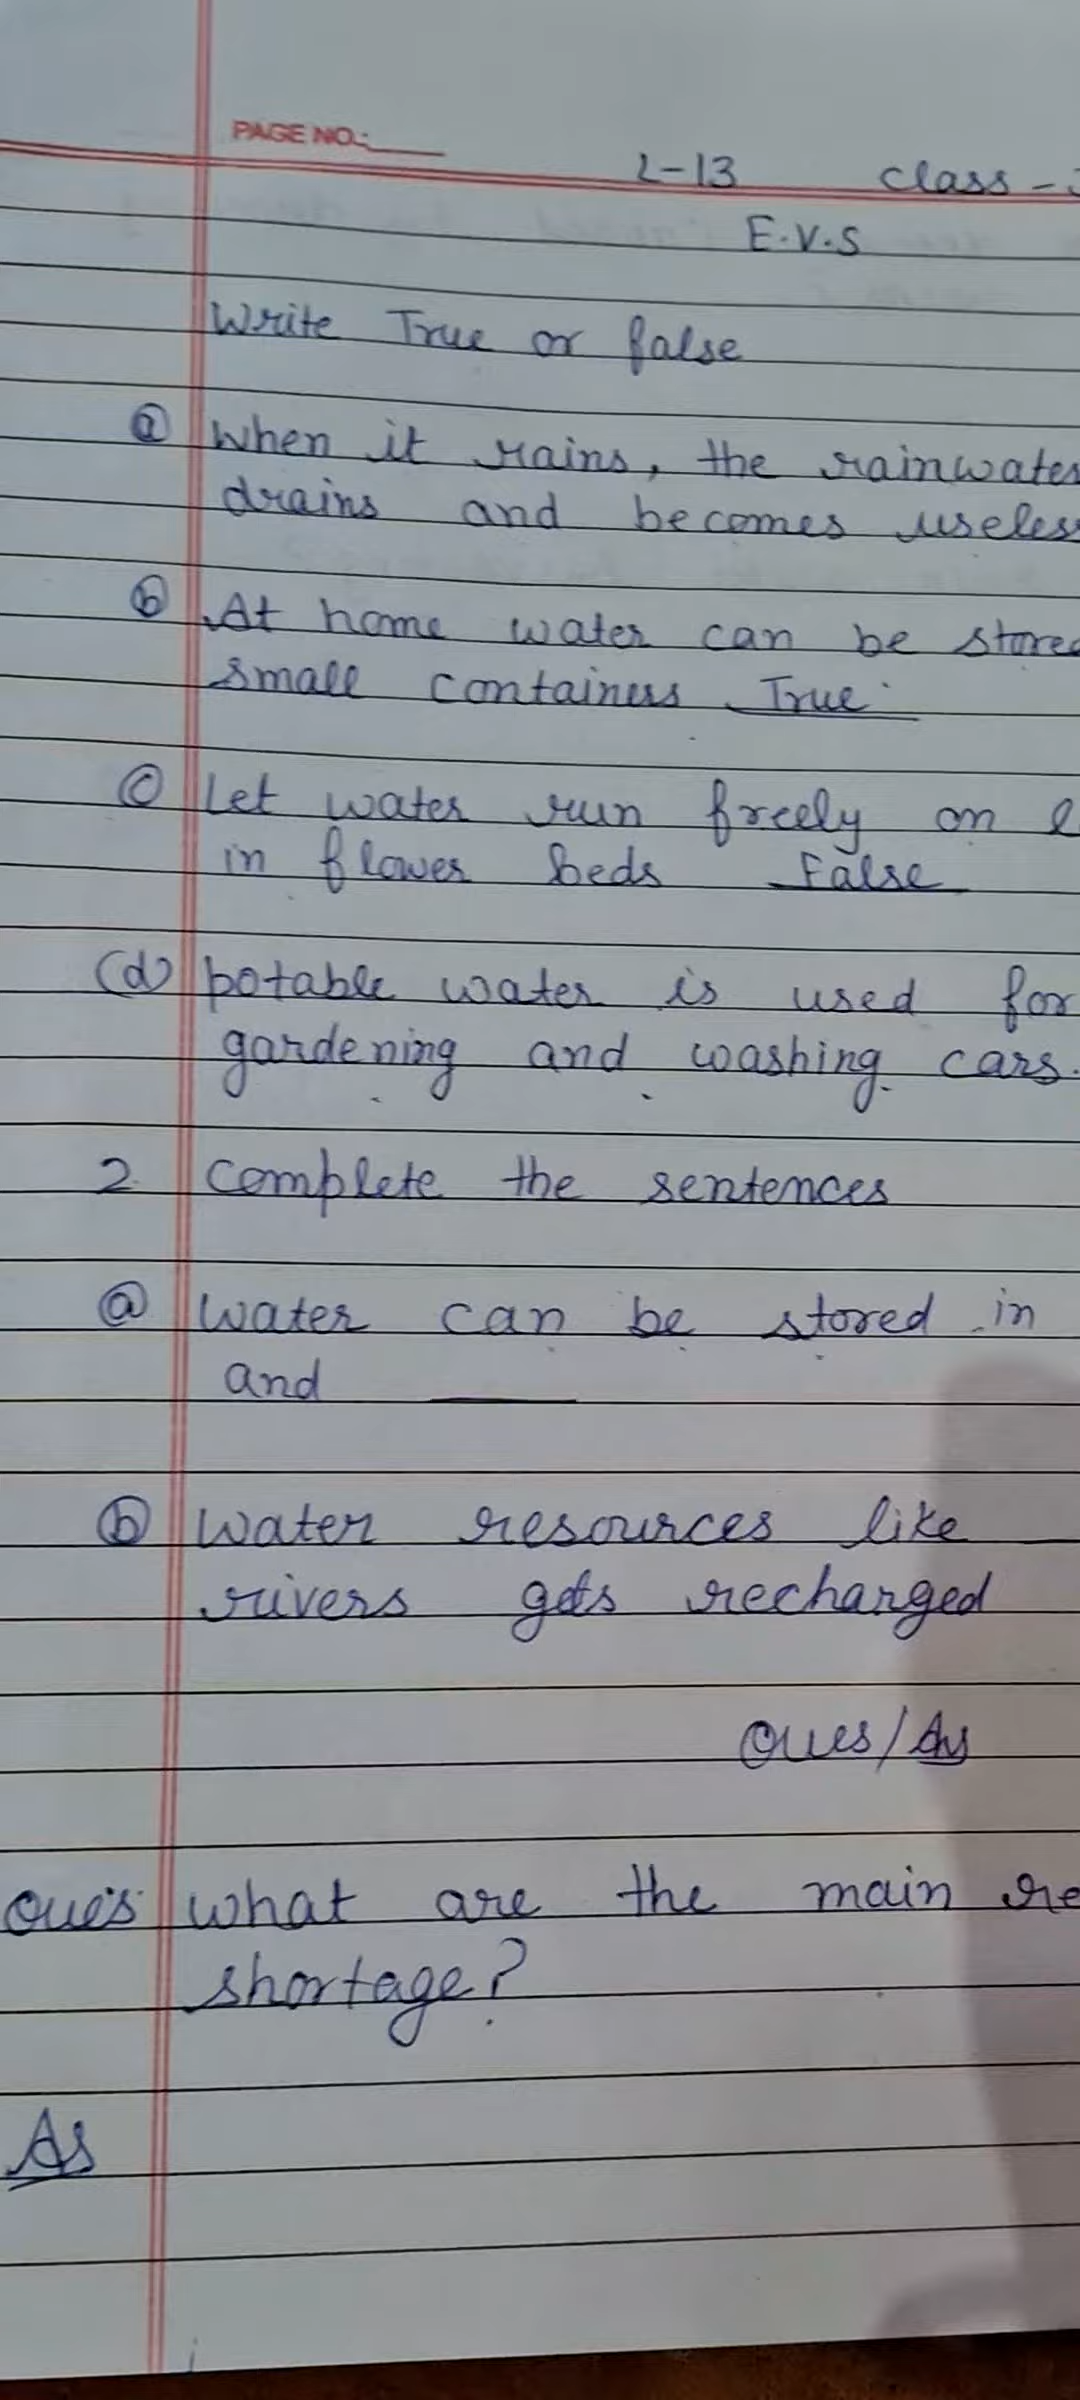 PAGE NO.:
L-13 class -
E.V.S
Write True or false
ⓐ When it rains, the rainwater
drains and becomes useless
ⓑ At home water can be stored
small containers True
ⓒ Let water run freely on
in flower beds False
(d) potable water is used for
gardening and washing cars.
2 complete the sentences
ⓐ water can be stored in
and ____
ⓑ Water resources like
rivers gets recharged
Ques/As
Ques what are the main re
shortage?
As